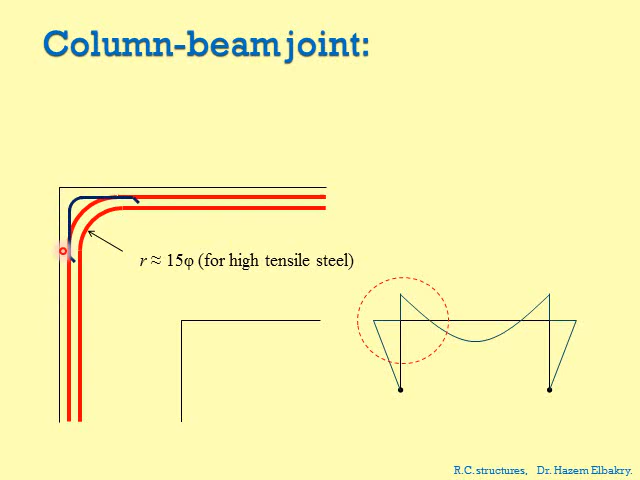 Column-beam joint:
r ≈ 15φ (for high tensile steel)
R.C. structures, Dr. Hazem Elbakry.